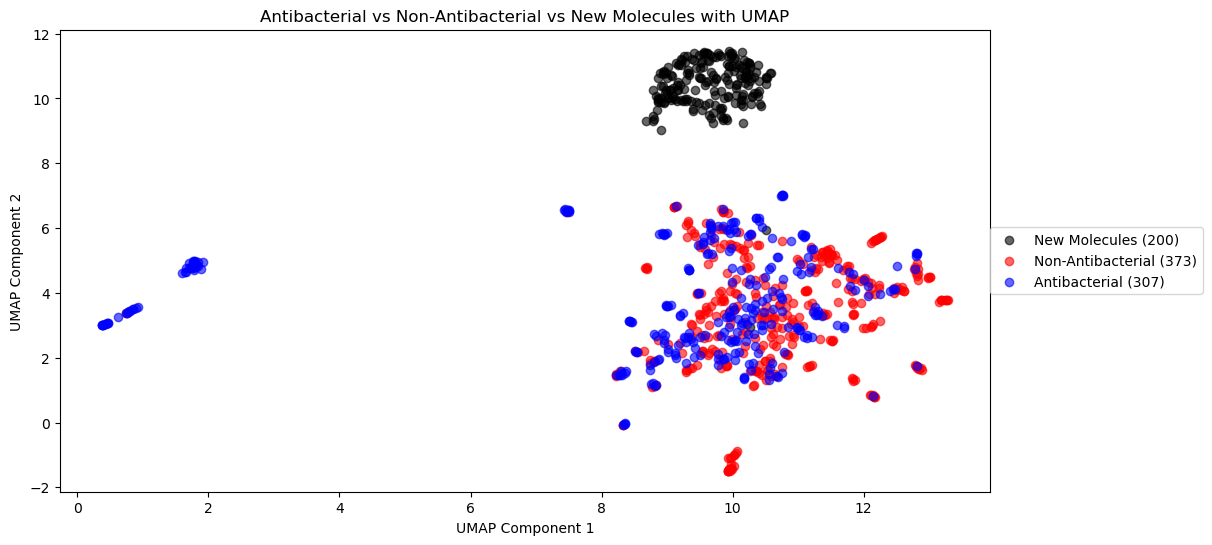 Antibacterial vs Non-Antibacterial vs New Molecules with UMAP
12
10
8
6
4
2
0
−2
UMAP Component 2
0 2 4 6 8 10 12
UMAP Component 1
New Molecules (200)
Non-Antibacterial (373)
Antibacterial (307)